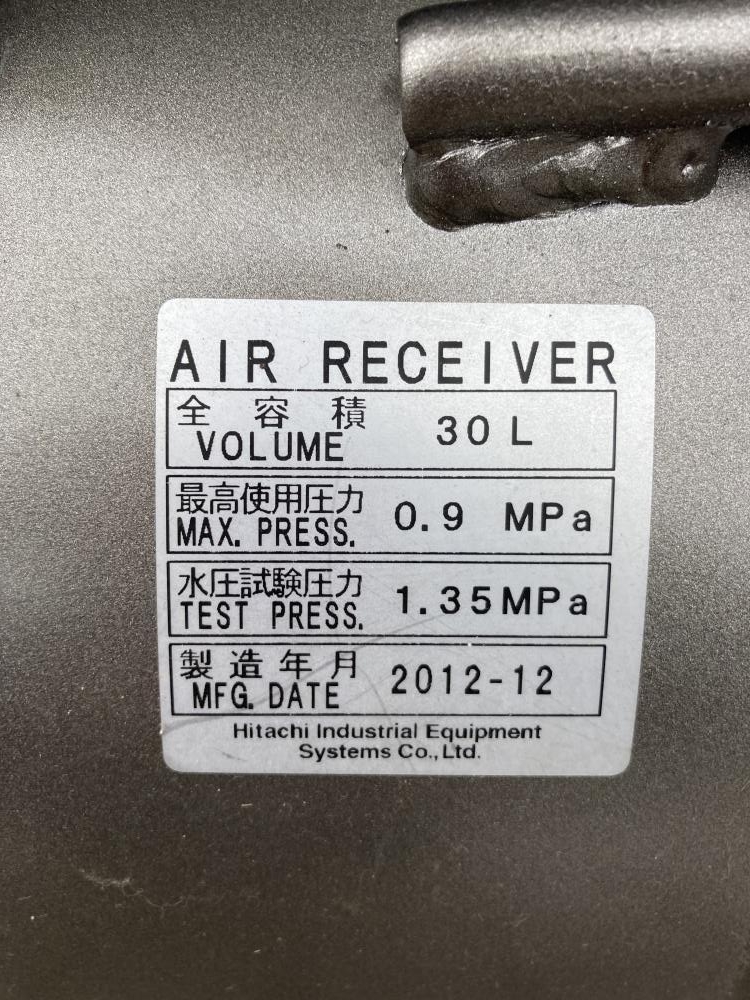 AIR RECEIVER
全容積
VOLUME
30L
最高使用圧力
MAX. PRESS.
0.9 MPa
水圧試験圧力
TEST PRESS.
1.35MPa
製造年月
MFG. DATE
2012-12
Hitachi Industrial Equipment
Systems Co., Ltd.